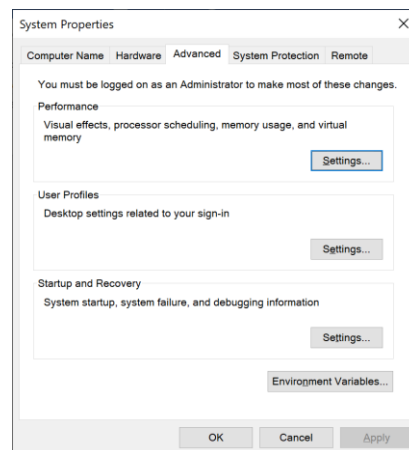 System Properties
Computer Name Hardware Advanced System Protection Remote
You must be logged on as an Administrator to make most of these changes.
Performance
Visual effects, processor scheduling, memory usage, and virtual
memory
Settings...
User Profiles
Desktop settings related to your sign-in
Settings...
Startup and Recovery
System startup, system failure, and debugging information
Settings...
Environment Variables...
OK Cancel Apply